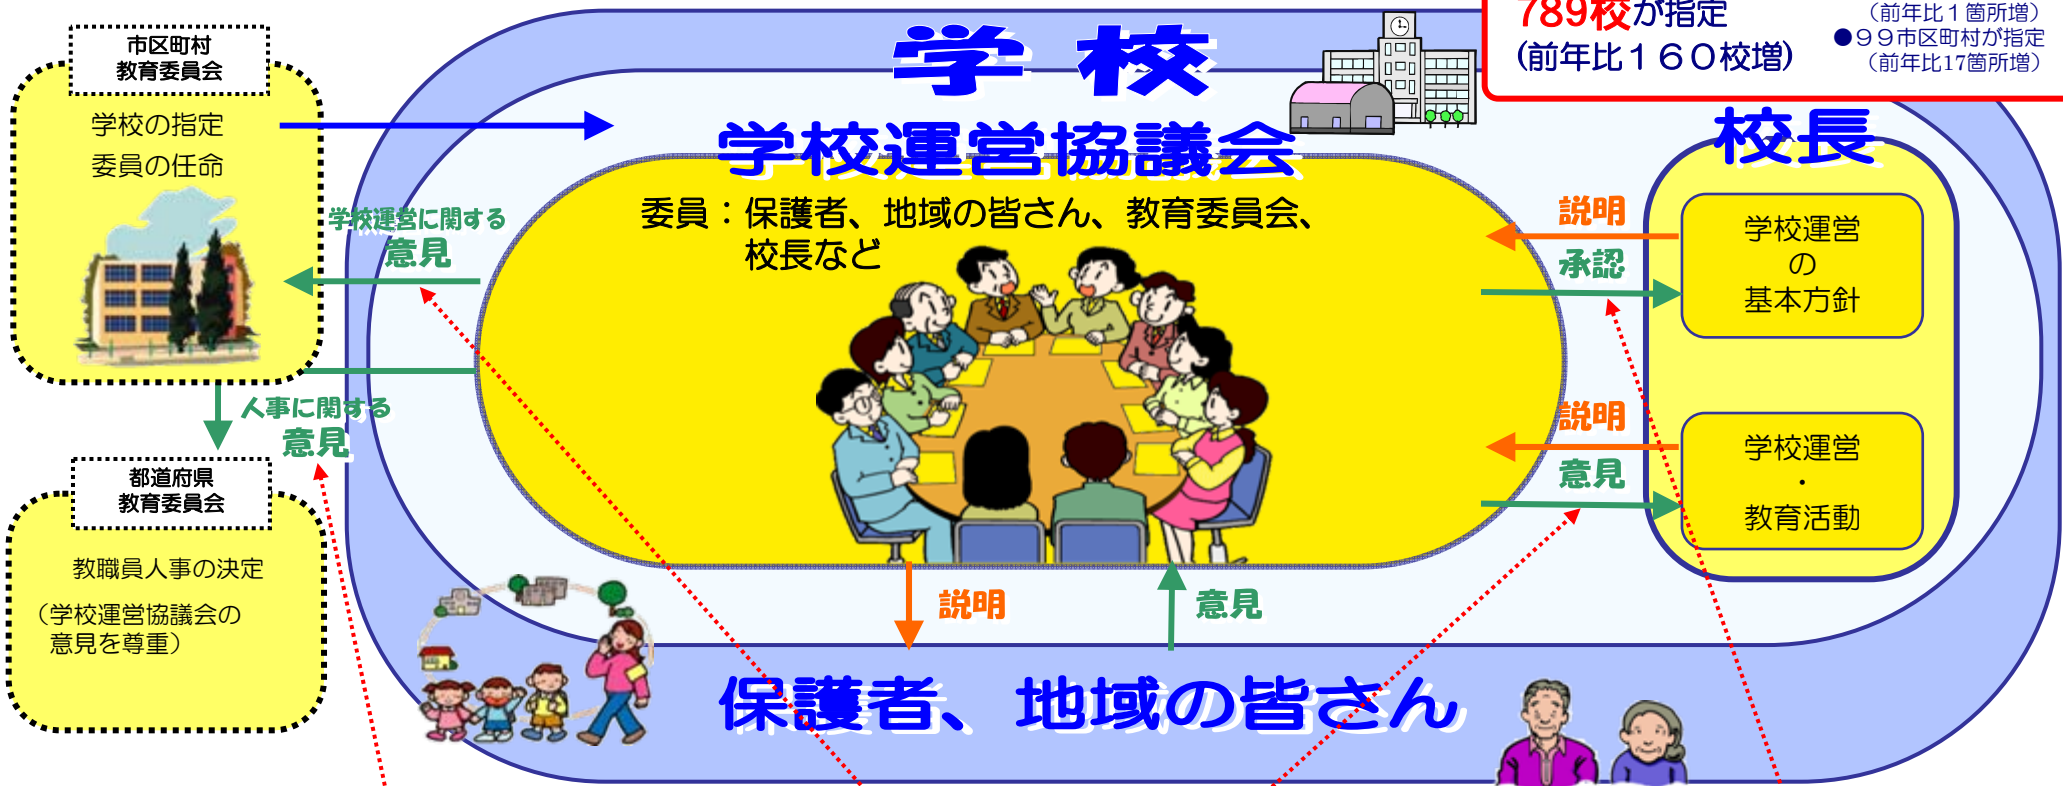 市区町村
教育委員会
学校の指定
委員の任命
学校運営に関する
意見
人事に関する
意見
都道府県
教育委員会
教職員人事の決定
（学校運営協議会の
意見を尊重）
学 校
学校運営協議会
委員：保護者、地域の皆さん、教育委員会、
校長など
789校が指定
(前年比１６０校増)
（前年比１箇所増）
●９９市区町村が指定
（前年比17箇所増）
校長
説明
承認
学校運営
の
基本方針
説明
意見
学校運営
・
教育活動
説明
意見
保護者、地域の皆さん